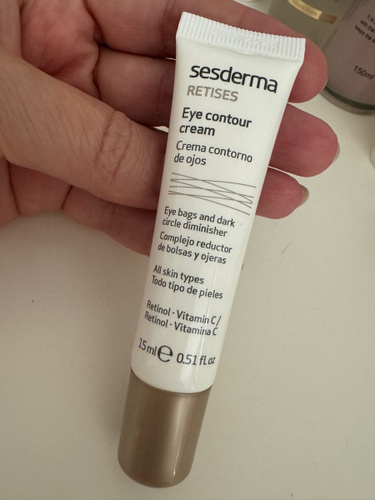 sesderma
RETISES
Eye contour
cream
Crema contorno
de ojos
Eye bags and dark
circle diminisher
Complejo reductor
de bolsas y ojeras
All skin types
Todo tipo de pieles
Retinol · Vitamin C/
Retinol · Vitamina C
15ml ℮ 0.51 fl.oz
150ml